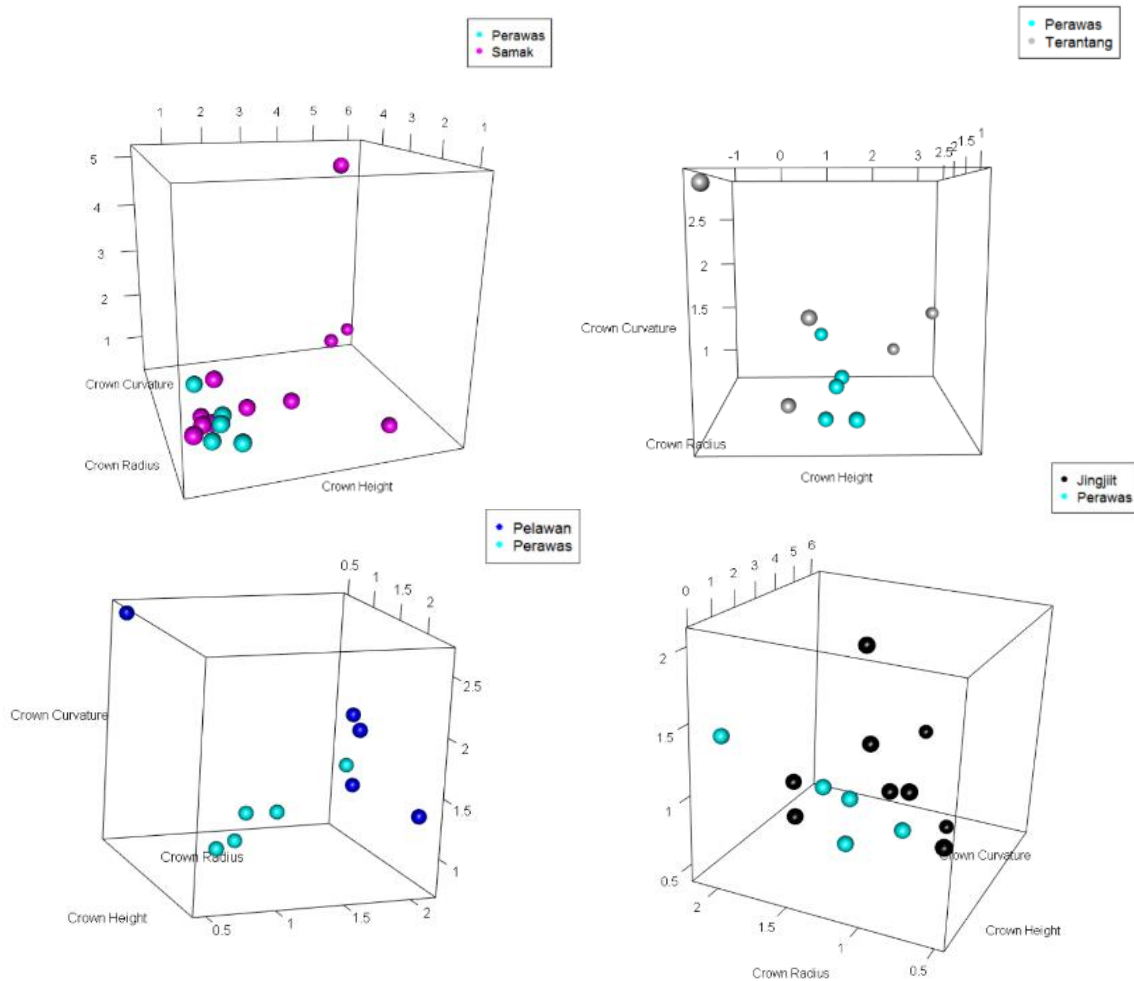 Perawas
Samak
1 2 3 4 5 6 4 3 2 1
5
4
3
2
1
Crown Curvature
Crown Radius
Crown Height
Perawas
Terantang
-1 0 1 2 3 2.5 2 1.5 1
2.5
2
1.5
1
Crown Curvature
Crown Radius
Crown Height
Pelawan
Perawas
0.5 1 1.5 2
2.5
2
1.5
1
Crown Curvature
Crown Radius
Crown Height
0.5 1 1.5 2
Jingjilt
Perawas
0 1 2 3 4 5 6
2
1.5
1
0.5
Crown Curvature
Crown Height
2 1.5 1 0.5
Crown Radius